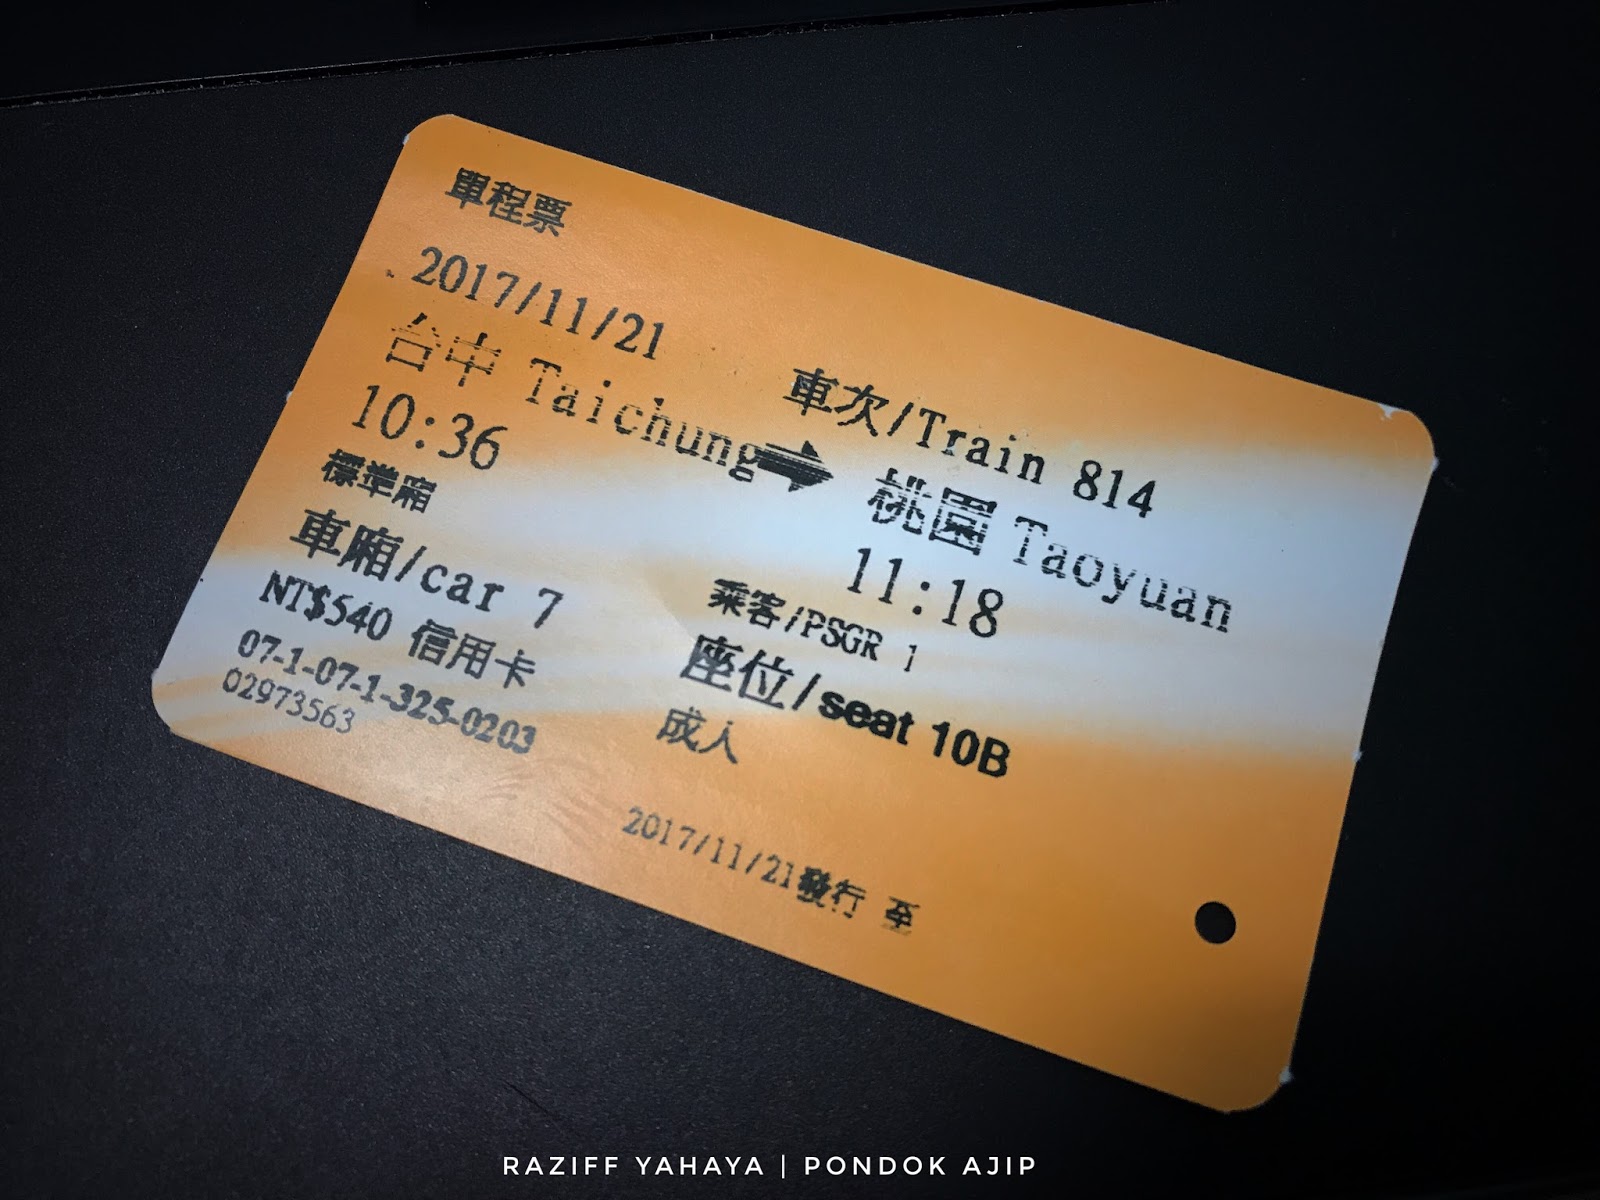 單程票
2017/11/21 車次/Train 814
台中 Taichung ➡ 桃園 Taoyuan
10:36 11:18
標準廂 乘客/PSGR 1
車廂/car 7 座位/seat 10B
NT$540 信用卡 成人
07-1-07-1-325-0203
02973563
2017/11/21發行 至
RAZIFF YAHAYA | PONDOK AJIP